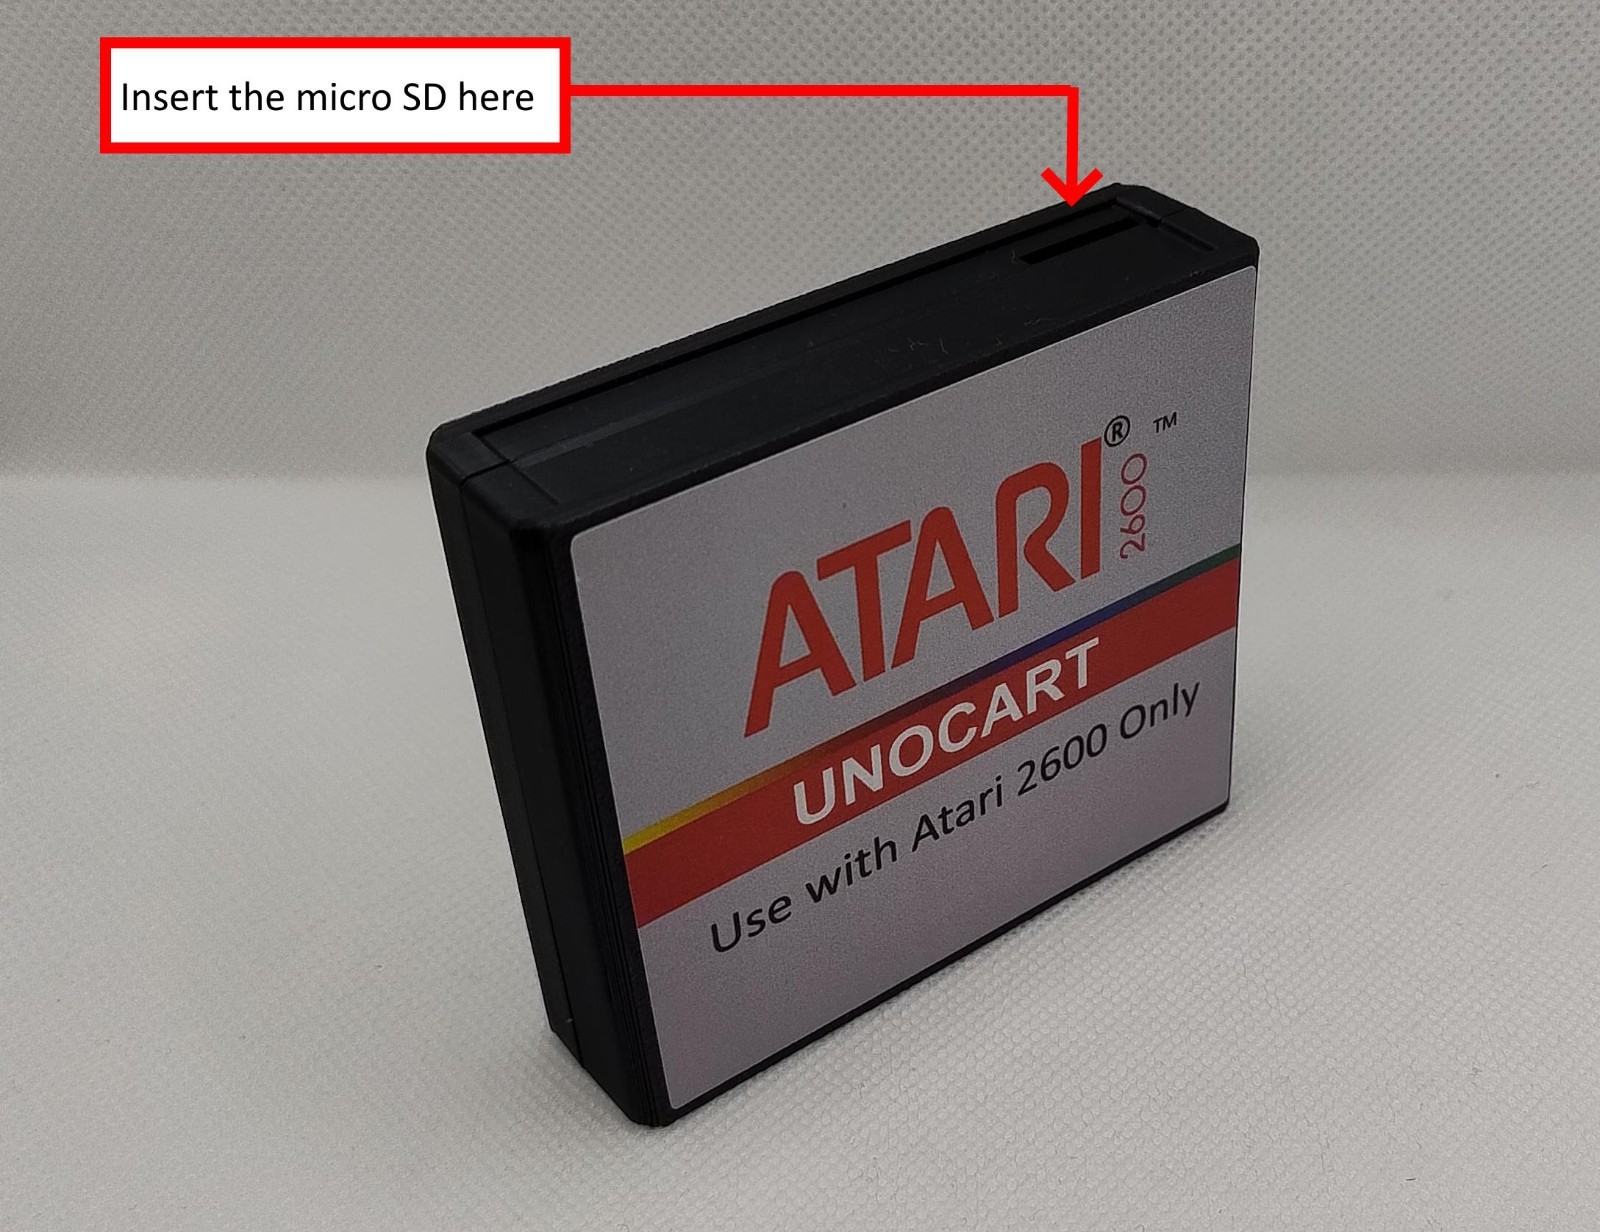 Insert the micro SD here
ATARI® 2600 ™
UNOCART
Use with Atari 2600 Only